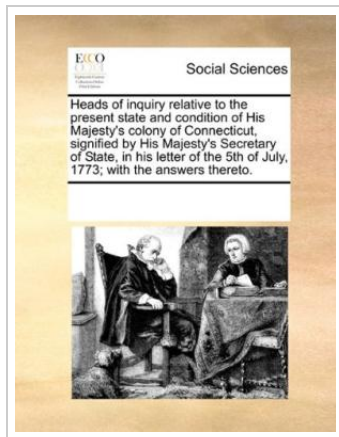 ECCO
Social Sciences
Heads of inquiry relative to the
present state and condition of His
Majesty's colony of Connecticut,
signified by His Majesty's Secretary
of State, in his letter of the 5th of July,
1773; with the answers thereto.